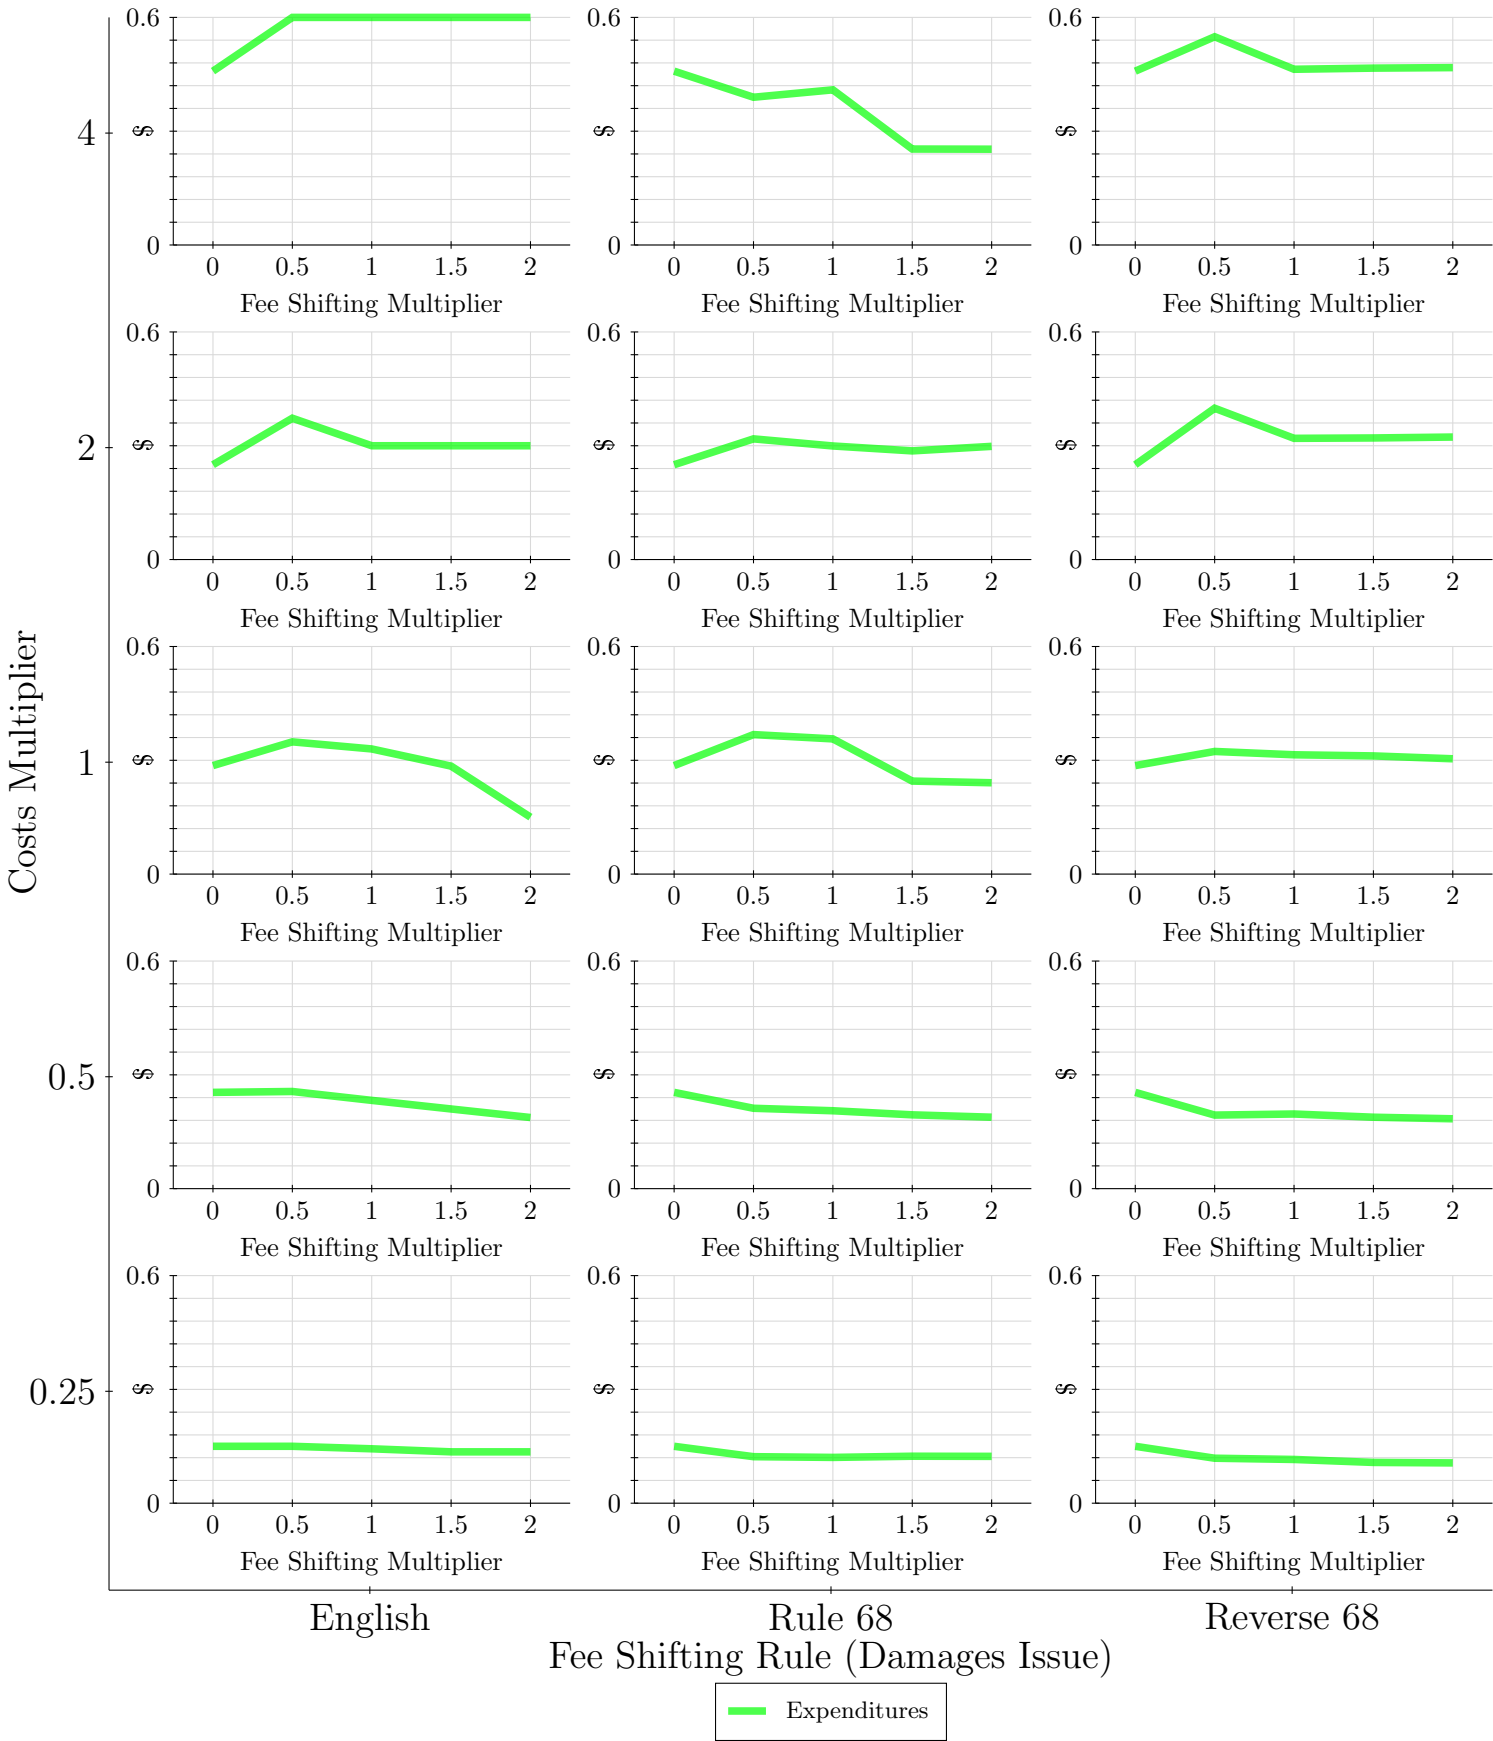 0.6 0.6 0.6
4 $ $ $
0 0 0
0 0.5 1 1.5 2 0 0.5 1 1.5 2 0 0.5 1 1.5 2
Fee Shifting Multiplier Fee Shifting Multiplier Fee Shifting Multiplier
0.6 0.6 0.6
2 $ $ $
0 0 0
0 0.5 1 1.5 2 0 0.5 1 1.5 2 0 0.5 1 1.5 2
Fee Shifting Multiplier Fee Shifting Multiplier Fee Shifting Multiplier
Costs Multiplier
0.6 0.6 0.6
1 $ $ $
0 0 0
0 0.5 1 1.5 2 0 0.5 1 1.5 2 0 0.5 1 1.5 2
Fee Shifting Multiplier Fee Shifting Multiplier Fee Shifting Multiplier
0.6 0.6 0.6
0.5 $ $ $
0 0 0
0 0.5 1 1.5 2 0 0.5 1 1.5 2 0 0.5 1 1.5 2
Fee Shifting Multiplier Fee Shifting Multiplier Fee Shifting Multiplier
0.6 0.6 0.6
0.25 $ $ $
0 0 0
0 0.5 1 1.5 2 0 0.5 1 1.5 2 0 0.5 1 1.5 2
Fee Shifting Multiplier Fee Shifting Multiplier Fee Shifting Multiplier
English Rule 68 Reverse 68
Fee Shifting Rule (Damages Issue)
Expenditures